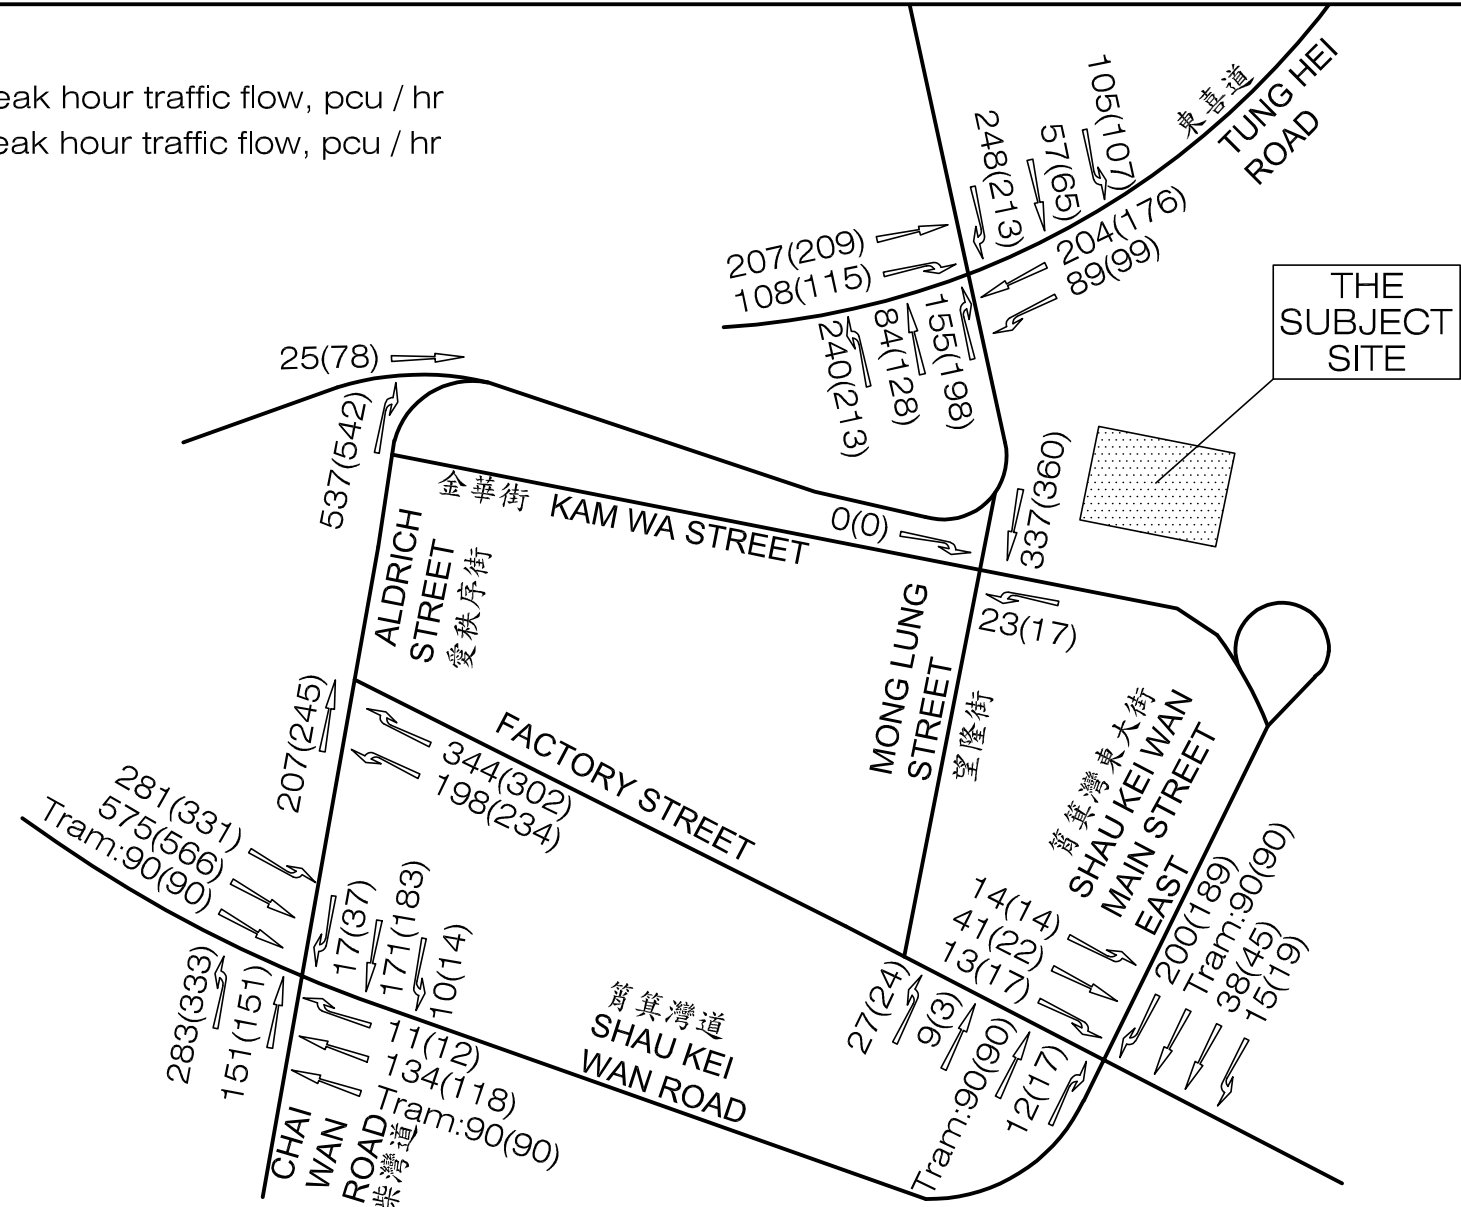 eak hour traffic flow, pcu / hr
eak hour traffic flow, pcu / hr
105(107)
57(65)
248(213)
東喜道
TUNG HEI
ROAD
204(176)
89(99)
207(209)
108(115)
240(213)
84(128)
155(198)
THE
SUBJECT
SITE
25(78)
537(542)
金華街 KAM WA STREET
0(0)
337(360)
23(17)
ALDRICH
STREET
愛秩序街
MONG LUNG
STREET
望隆街
207(245)
344(302)
198(234)
FACTORY STREET
筲箕灣東大街
SHAU KEI WAN
MAIN STREET
EAST
281(331)
575(566)
Tram:90(90)
17(37)
171(183)
10(14)
283(333)
151(151)
11(12)
134(118)
Tram:90(90)
CHAI
WAN
ROAD
柴灣道
筲箕灣道
SHAU KEI
WAN ROAD
14(14)
41(22)
13(17)
200(189)
Tram:90(90)
38(45)
15(19)
27(24)
9(3)
Tram:90(90)
12(17)